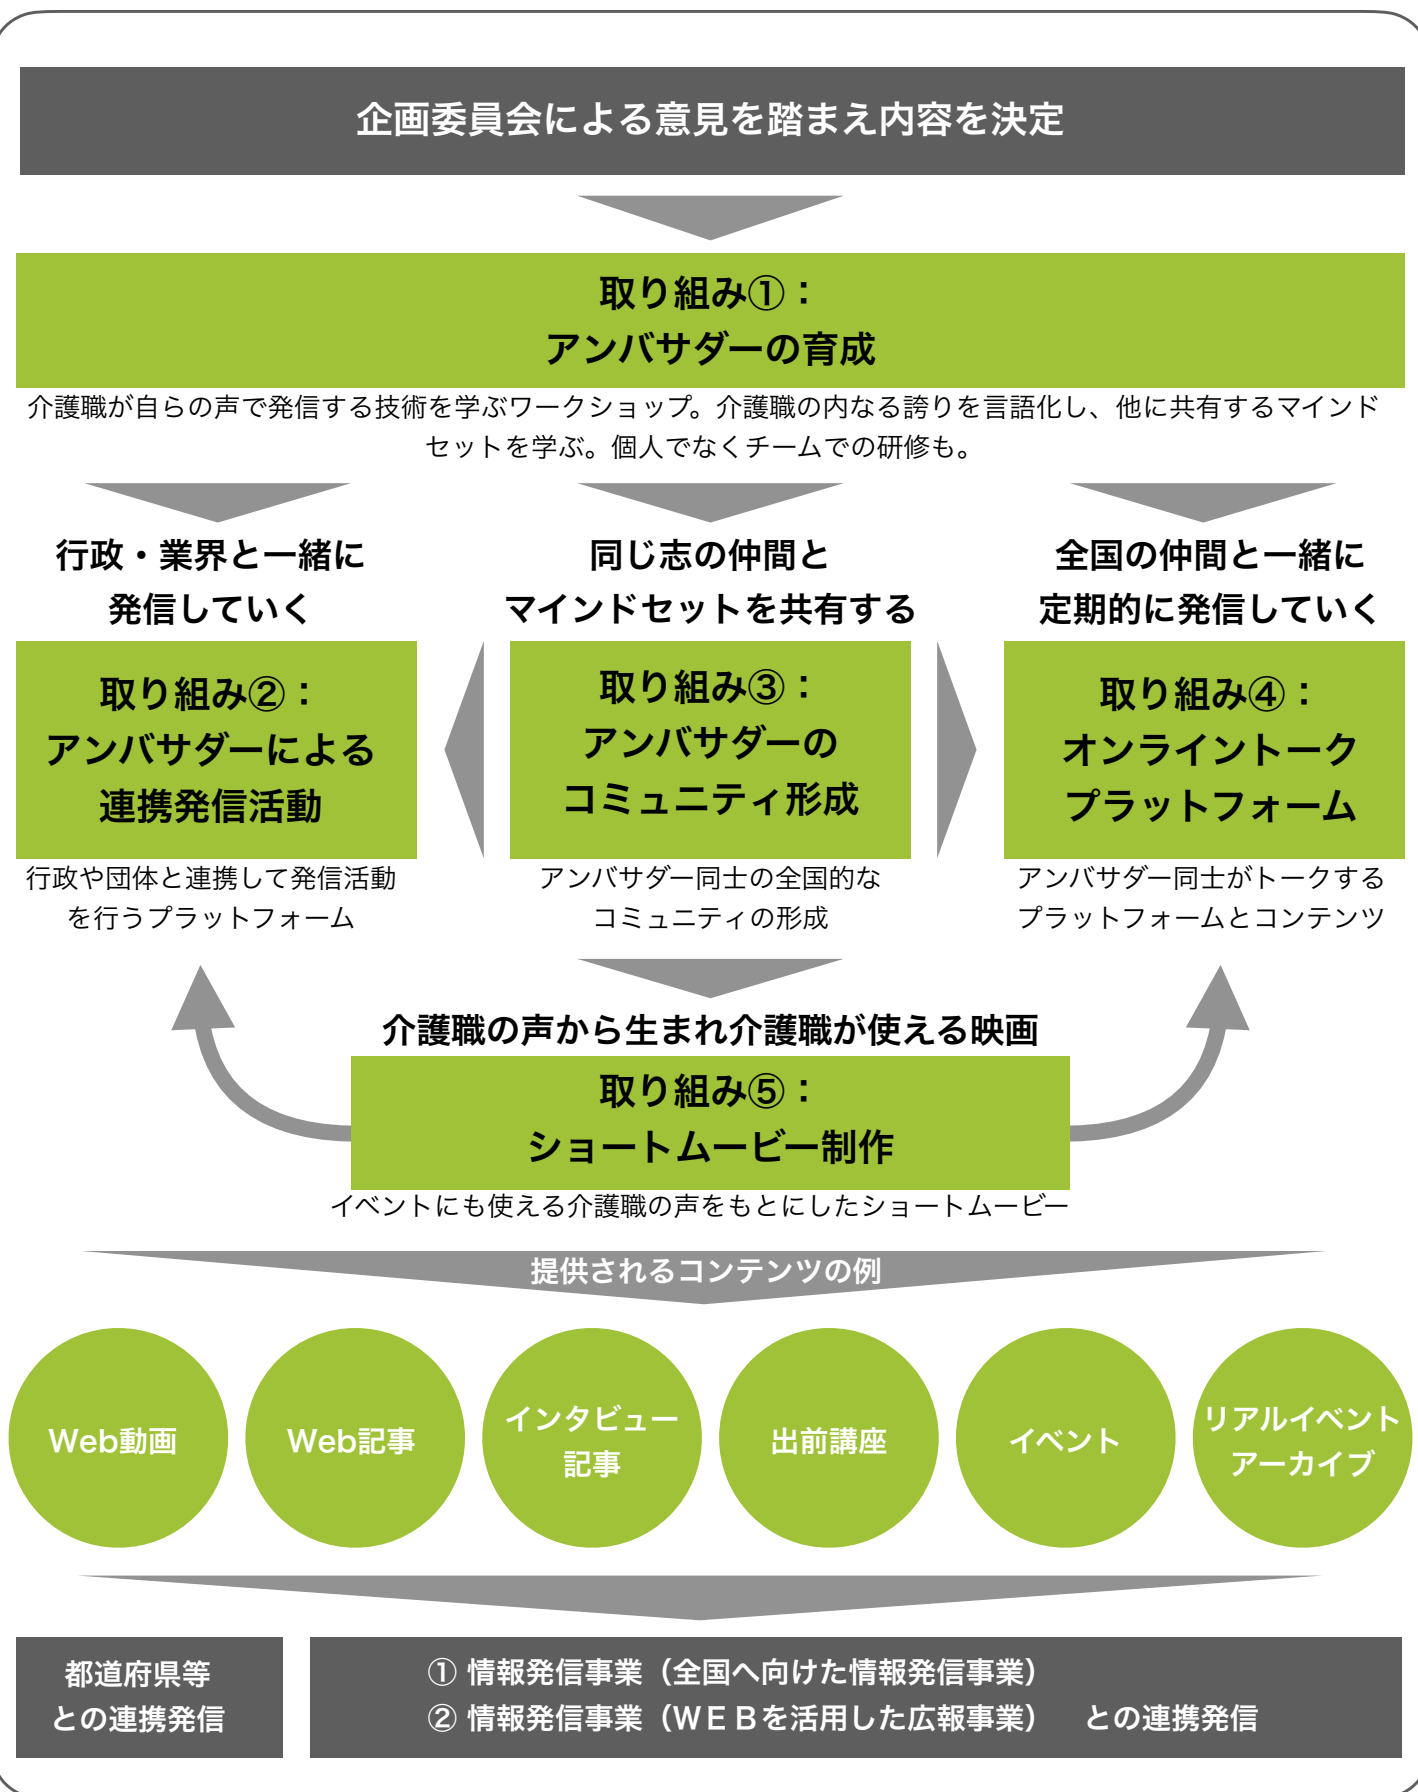 企画委員会による意見を踏まえ内容を決定
取り組み①：
アンバサダーの育成
介護職が自らの声で発信する技術を学ぶワークショップ。介護職の内なる誇りを言語化し、他に共有するマインド
セットを学ぶ。個人でなくチームでの研修も。
行政・業界と一緒に
発信していく
取り組み②：
アンバサダーによる
連携発信活動
行政や団体と連携して発信活動
を行うプラットフォーム
同じ志の仲間と
マインドセットを共有する
取り組み③：
アンバサダーの
コミュニティ形成
アンバサダー同士の全国的な
コミュニティの形成
全国の仲間と一緒に
定期的に発信していく
取り組み④：
オンライントーク
プラットフォーム
アンバサダー同士がトークする
プラットフォームとコンテンツ
介護職の声から生まれ介護職が使える映画
取り組み⑤：
ショートムービー制作
イベントにも使える介護職の声をもとにしたショートムービー
提供されるコンテンツの例
Web動画
Web記事
インタビュー
記事
出前講座
イベント
リアルイベント
アーカイブ
都道府県等
との連携発信
① 情報発信事業（全国へ向けた情報発信事業）
② 情報発信事業（ＷＥＢを活用した広報事業）　との連携発信